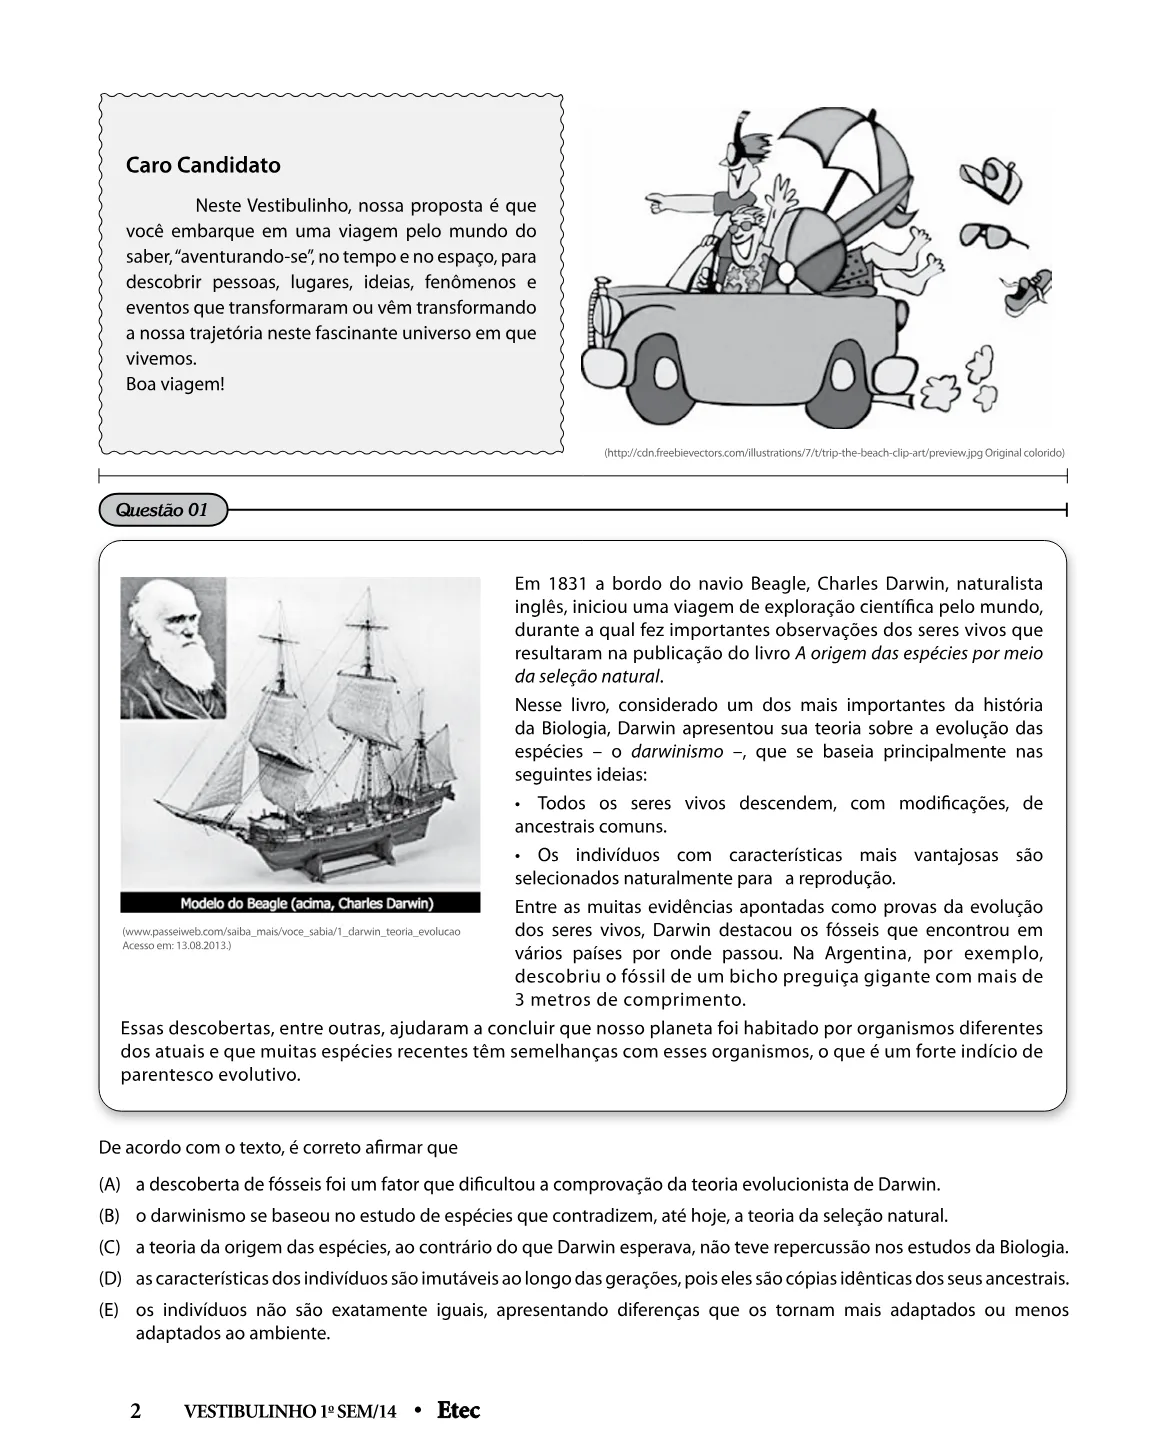 Caro Candidato
Neste Vestibulinho, nossa proposta é que
você embarque em uma viagem pelo mundo do
saber, “aventurando-se”, no tempo e no espaço, para
descobrir pessoas, lugares, ideias, fenômenos e
eventos que transformaram ou vêm transformando
a nossa trajetória neste fascinante universo em que
vivemos.
Boa viagem!
(http://cdn.freebievectors.com/illustrations/7/t/trip-the-beach-clip-art/preview.jpg Original colorido)
Questão 01
Em 1831 a bordo do navio Beagle, Charles Darwin, naturalista
inglês, iniciou uma viagem de exploração científica pelo mundo,
durante a qual fez importantes observações dos seres vivos que
resultaram na publicação do livro A origem das espécies por meio
da seleção natural.
Nesse livro, considerado um dos mais importantes da história
da Biologia, Darwin apresentou sua teoria sobre a evolução das
espécies – o darwinismo –, que se baseia principalmente nas
seguintes ideias:
• Todos os seres vivos descendem, com modificações, de
ancestrais comuns.
• Os indivíduos com características mais vantajosas são
selecionados naturalmente para a reprodução.
Entre as muitas evidências apontadas como provas da evolução
dos seres vivos, Darwin destacou os fósseis que encontrou em
vários países por onde passou. Na Argentina, por exemplo,
descobriu o fóssil de um bicho preguiça gigante com mais de
3 metros de comprimento.
Modelo do Beagle (acima, Charles Darwin)
(www.passeiweb.com/saiba_mais/voce_sabia/1_darwin_teoria_evolucao
Acesso em: 13.08.2013.)
Essas descobertas, entre outras, ajudaram a concluir que nosso planeta foi habitado por organismos diferentes
dos atuais e que muitas espécies recentes têm semelhanças com esses organismos, o que é um forte indício de
parentesco evolutivo.
De acordo com o texto, é correto afirmar que
(A) a descoberta de fósseis foi um fator que dificultou a comprovação da teoria evolucionista de Darwin.
(B) o darwinismo se baseou no estudo de espécies que contradizem, até hoje, a teoria da seleção natural.
(C) a teoria da origem das espécies, ao contrário do que Darwin esperava, não teve repercussão nos estudos da Biologia.
(D) as características dos indivíduos são imutáveis ao longo das gerações, pois eles são cópias idênticas dos seus ancestrais.
(E) os indivíduos não são exatamente iguais, apresentando diferenças que os tornam mais adaptados ou menos
adaptados ao ambiente.
2 VESTIBULINHO 1º SEM/14 • Etec